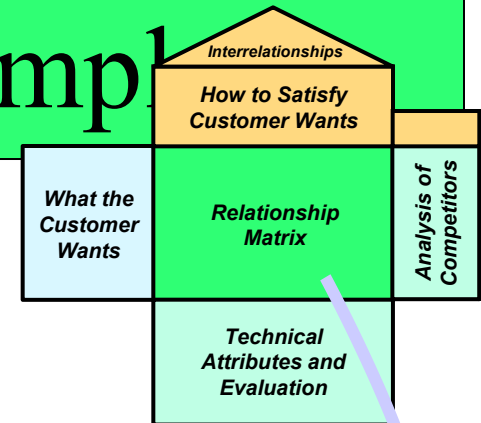 Interrelationships
How to Satisfy
Customer Wants
What the
Customer
Wants
Relationship
Matrix
Analysis of
Competitors
Technical
Attributes and
Evaluation